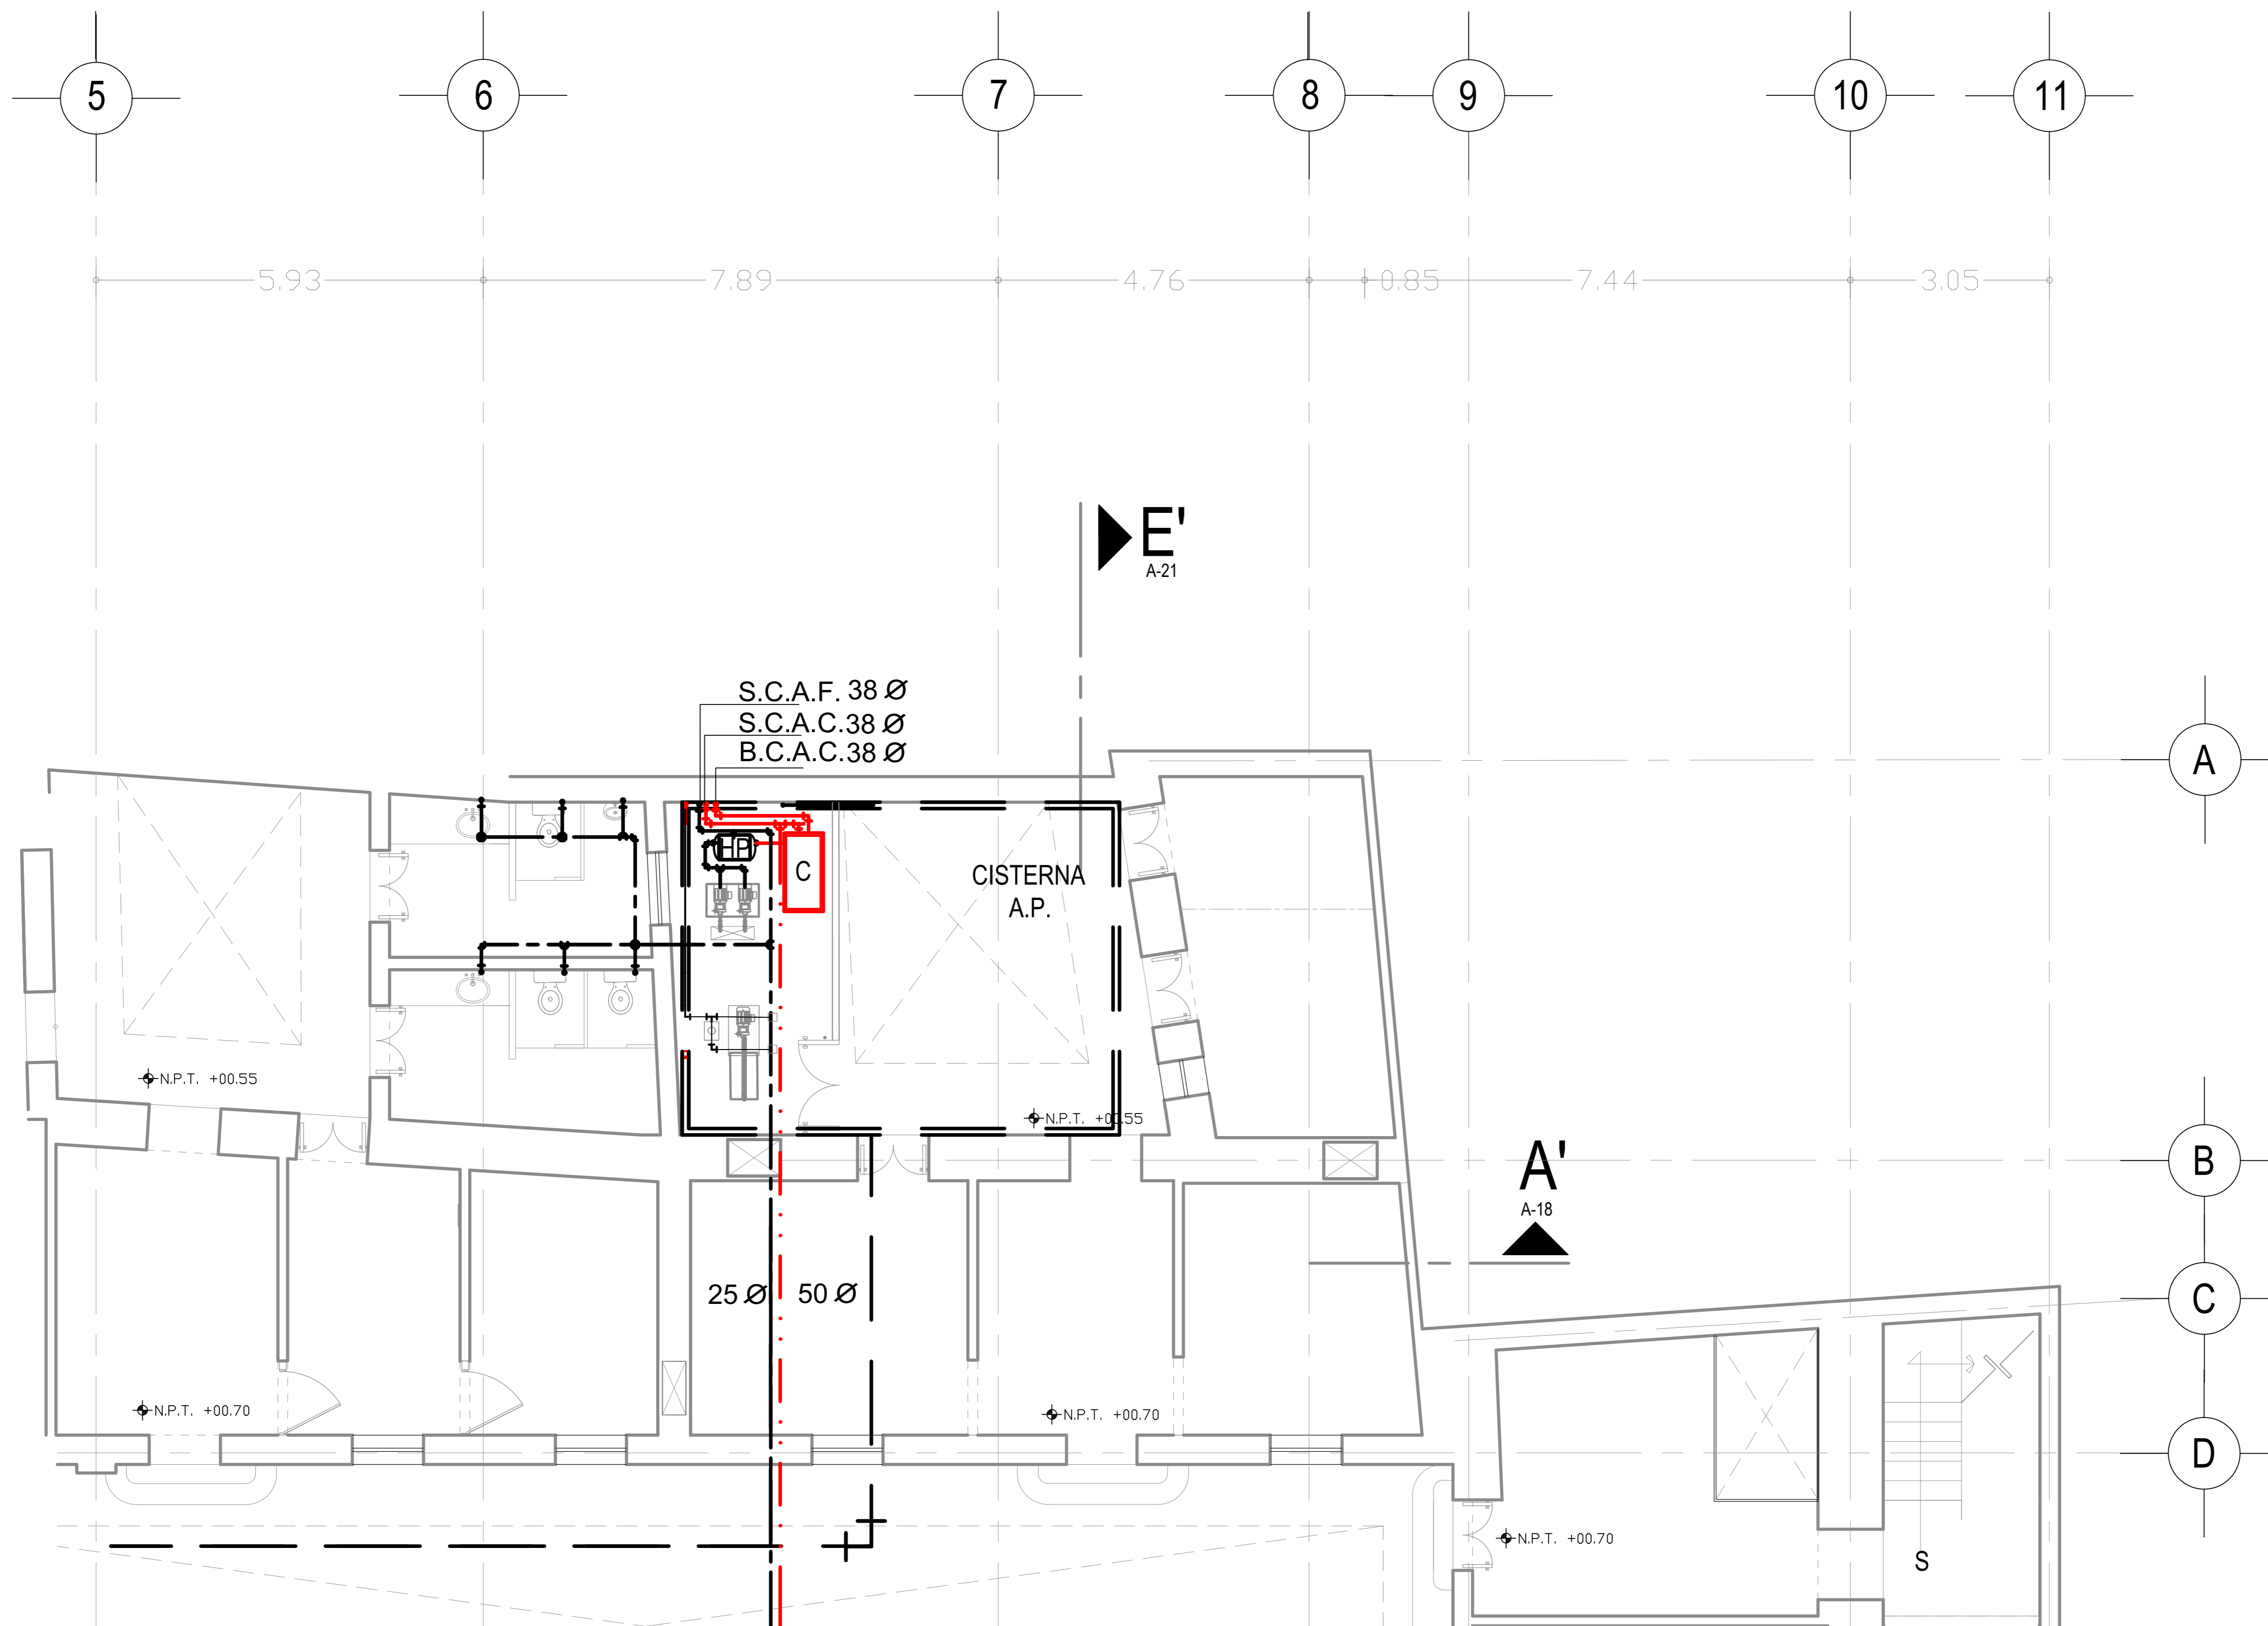 5 6 7 8 9 10 11
5.93 7.89 4.76 0.85 7.44 3.05
E'
A-21
S.C.A.F. 38 Ø
S.C.A.C. 38 Ø
B.C.A.C. 38 Ø
A
HP
C
CISTERNA
A.P.
N.P.T. +00.55
N.P.T. +00.55
A'
A-18
B
C
25 Ø 50 Ø
N.P.T. +00.70
N.P.T. +00.70
D
N.P.T. +00.70
S